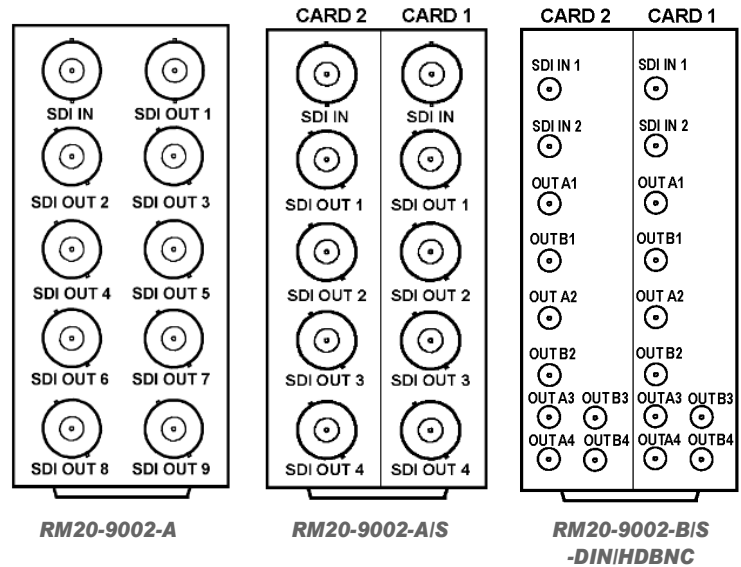 SDI IN SDI OUT 1
SDI OUT 2 SDI OUT 3
SDI OUT 4 SDI OUT 5
SDI OUT 6 SDI OUT 7
SDI OUT 8 SDI OUT 9
RM20-9002-A
CARD 2 CARD 1
SDI IN SDI IN
SDI OUT 1 SDI OUT 1
SDI OUT 2 SDI OUT 2
SDI OUT 3 SDI OUT 3
SDI OUT 4 SDI OUT 4
RM20-9002-A/S
CARD 2 CARD 1
SDI IN 1 SDI IN 1
SDI IN 2 SDI IN 2
OUT A1 OUT A1
OUTB1 OUTB1
OUT A2 OUT A2
OUTB2 OUTB2
OUTA3 OUTB3 OUTA3 OUTB3
OUTA4 OUTB4 OUTA4 OUTB4
RM20-9002-B/S
-DIN/HDBNC